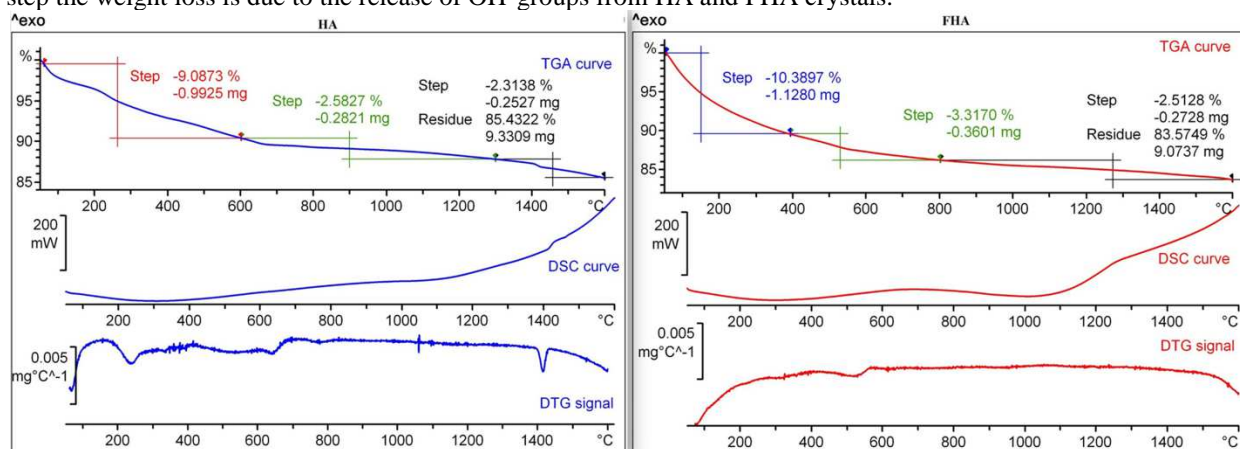 step the weight loss is due to the release of OH- groups from HA and FHA crystals.
^exo
HA
%
TGA curve
Step -9.0873 %
-0.9925 mg
Step -2.5827 %
-0.2821 mg
Step -2.3138 %
-0.2527 mg
Residue 85.4322 %
9.3309 mg
95
90
85
200 400 600 800 1000 1200 1400 °C
200
mW
DSC curve
200 400 600 800 1000 1200 1400 °C
0.005
mg°C^-1
DTG signal
200 400 600 800 1000 1200 1400 °C
^exo
FHA
%
TGA curve
Step -10.3897 %
-1.1280 mg
Step -3.3170 %
-0.3601 mg
Step -2.5128 %
-0.2728 mg
Residue 83.5749 %
9.0737 mg
95
90
85
200 400 600 800 1000 1200 1400 °C
200
mW
DSC curve
200 400 600 800 1000 1200 1400 °C
0.005
mg°C^-1
DTG signal
200 400 600 800 1000 1200 1400 °C